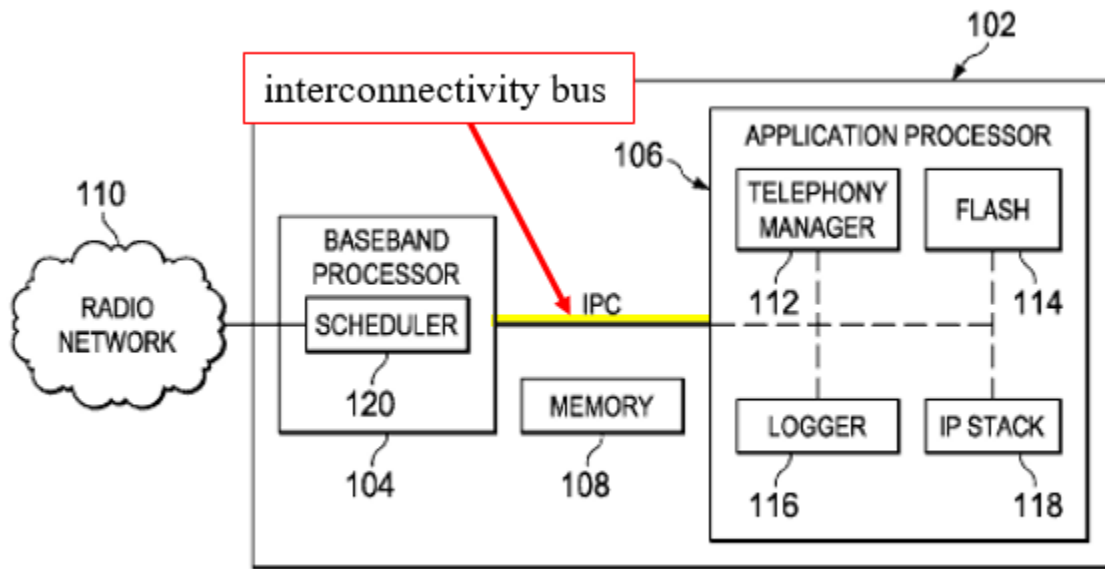 102
interconnectivity bus
APPLICATION PROCESSOR
106
TELEPHONY
MANAGER
FLASH
110
BASEBAND
PROCESSOR
112
114
RADIO
NETWORK
SCHEDULER
IPC
120
MEMORY
LOGGER
IP STACK
104
108
116
118